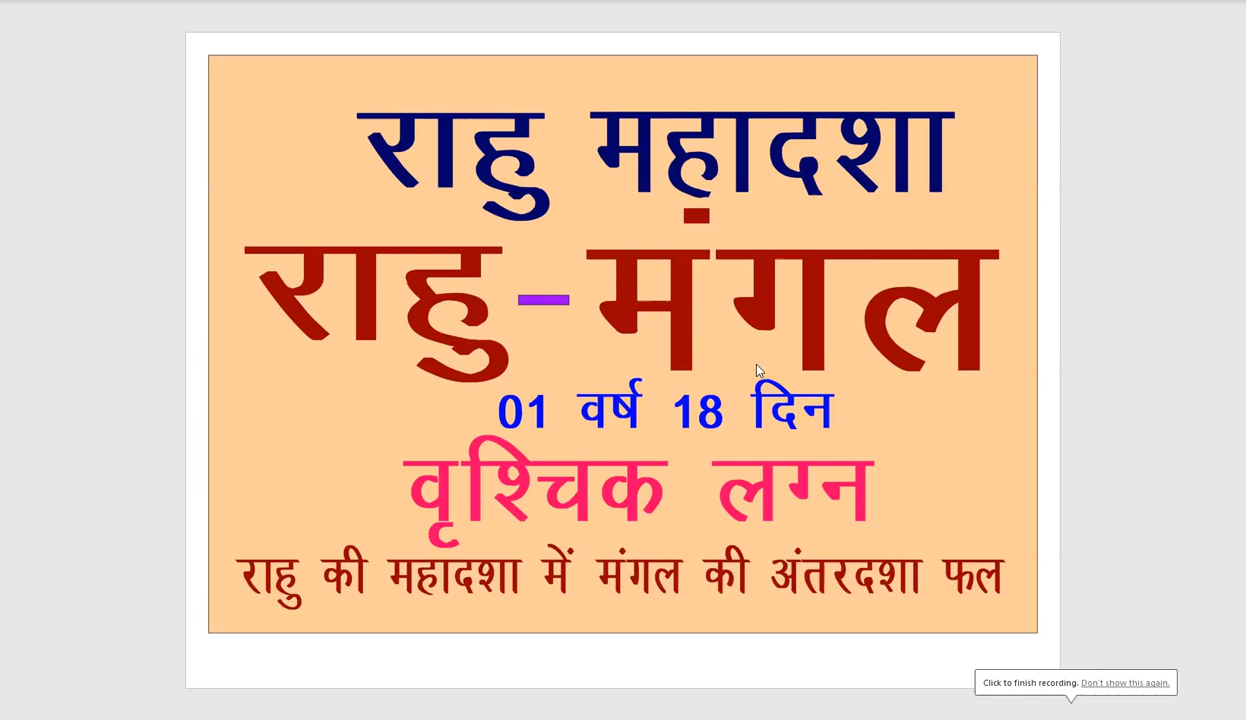 राहु महादशा
राहु-मंगल
01 वर्ष 18 दिन
वृश्चिक लग्न
राहु की महादशा में मंगल की अंतरदशा फल
Click to finish recording. Don't show this again.